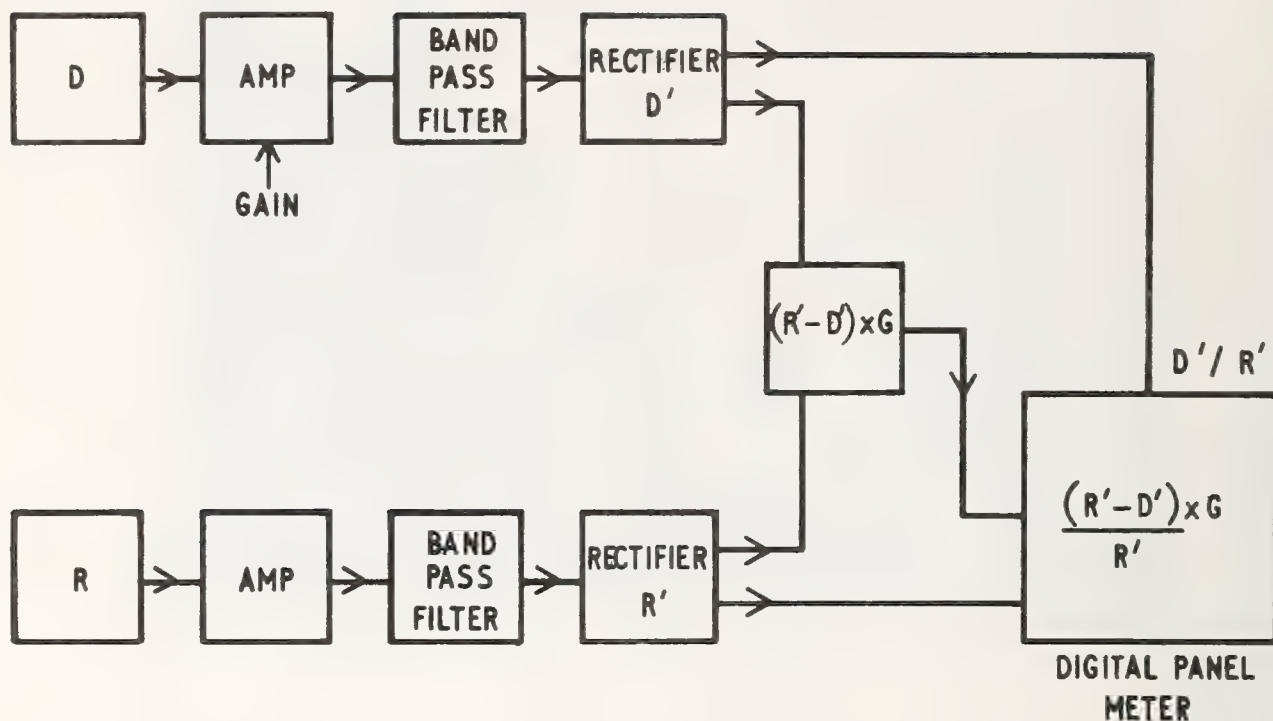 D
AMP
BAND
PASS
FILTER
RECTIFIER
D'
GAIN
(R'-D')xG
D'/ R'
R
AMP
BAND
PASS
FILTER
RECTIFIER
R'
(R'-D')xG
R'
DIGITAL PANEL
METER